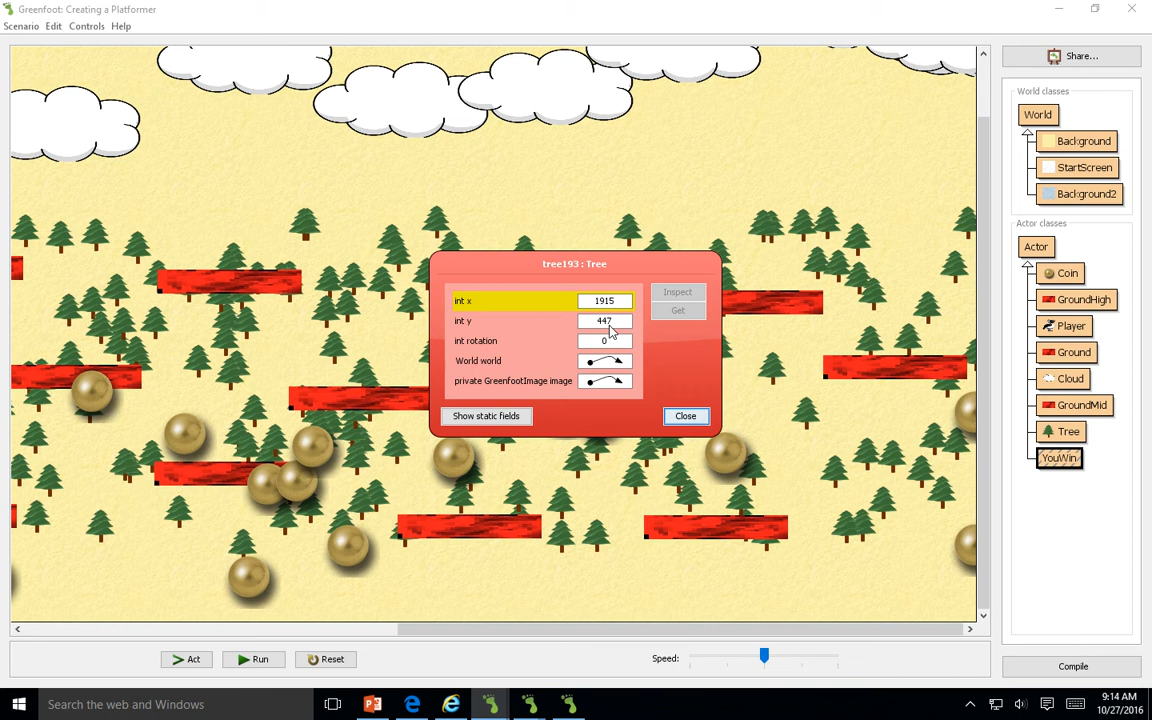 Greenfoot: Creating a Platformer
Scenario Edit Controls Help
Share...
World classes
World
Background
StartScreen
Background2
Actor classes
Actor
Coin
GroundHigh
Player
Ground
Cloud
GroundMid
Tree
YouWin
tree193 : Tree
int x 1915
int y 447
int rotation 0
World world
private GreenfootImage image
Inspect
Get
Show static fields
Close
Act
Run
Reset
Speed:
Compile
Search the web and Windows
9:14 AM
10/27/2016